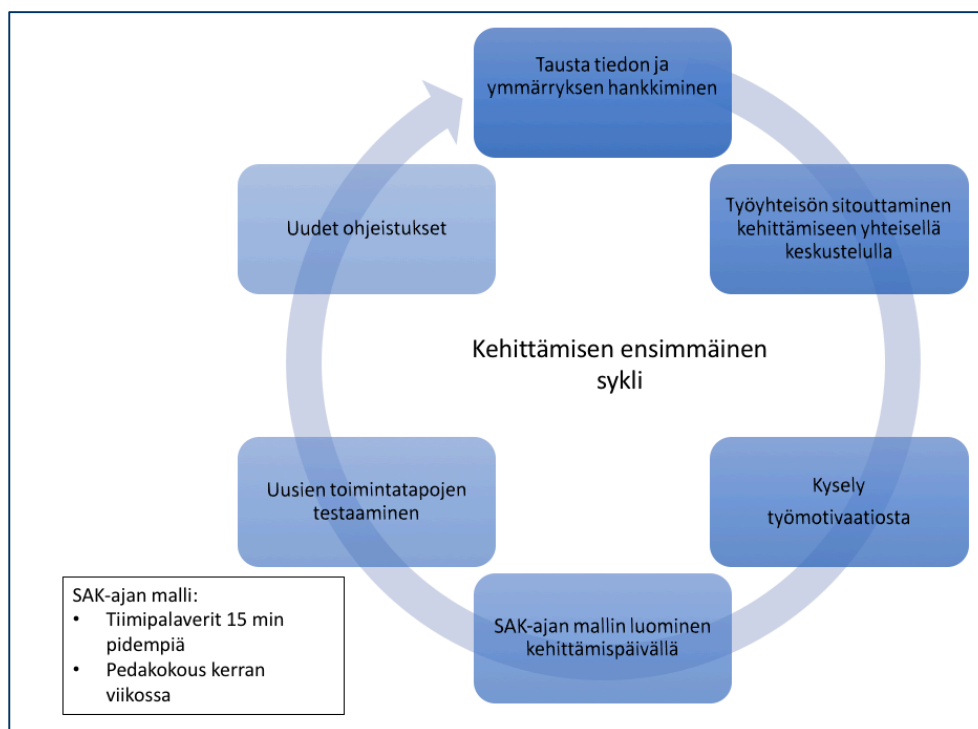 Tausta tiedon ja
ymmärryksen hankkiminen
Työyhteisön sitouttaminen
kehittämiseen yhteisellä
keskustelulla
Kysely
työmotivaatiosta
SAK-ajan mallin luominen
kehittämispäivällä
Uusien toimintatapojen
testaaminen
Uudet ohjeistukset
Kehittämisen ensimmäinen
sykli
SAK-ajan malli:
• Tiimipalaverit 15 min
pidempiä
• Pedakokous kerran
viikossa